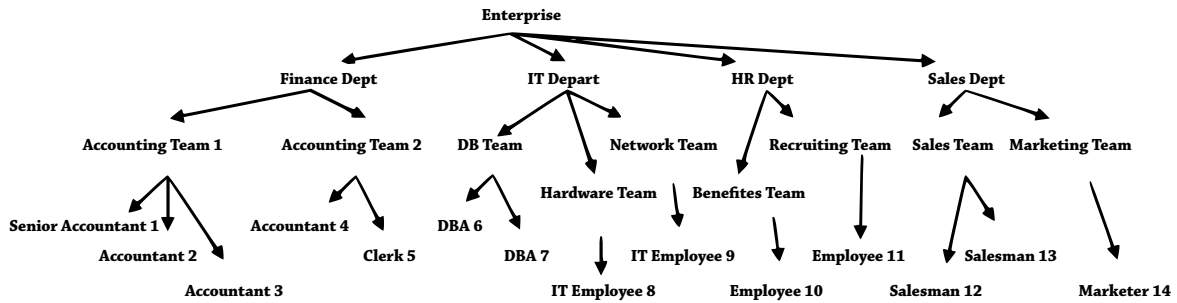 Enterprise
Finance Dept IT Depart HR Dept Sales Dept
Accounting Team 1 Accounting Team 2 DB Team Network Team Recruiting Team Sales Team Marketing Team
Hardware Team Benefites Team
Senior Accountant 1 Accountant 4 DBA 6
Accountant 2 Clerk 5 DBA 7 IT Employee 9 Employee 11 Salesman 13
Accountant 3 IT Employee 8 Employee 10 Salesman 12 Marketer 14